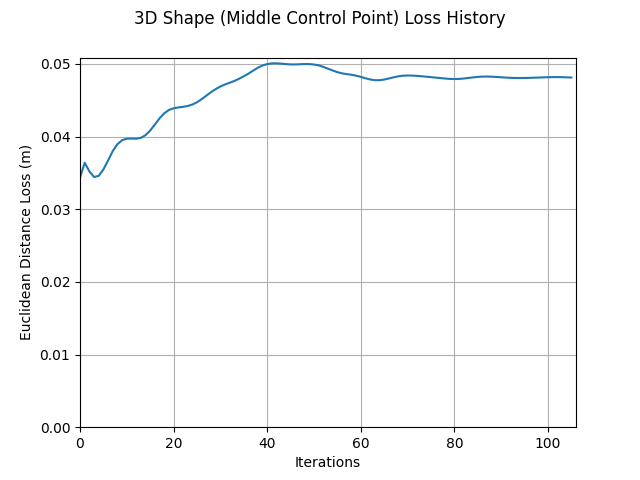 3D Shape (Middle Control Point) Loss History
Euclidean Distance Loss (m)
0.05
0.04
0.03
0.02
0.01
0.00
0 20 40 60 80 100
Iterations